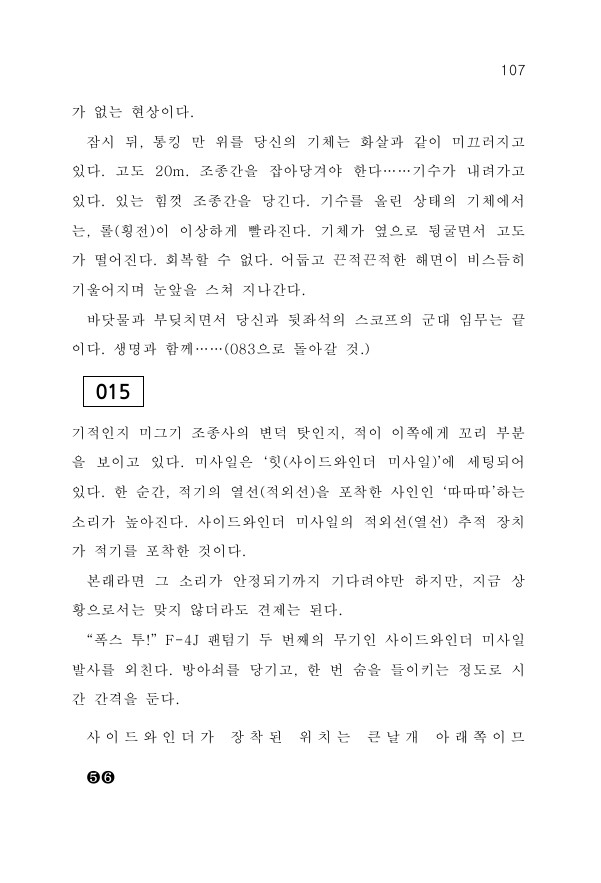 107
가 없는 현상이다.
잠시 뒤, 통킹 만 위를 당신의 기체는 화살과 같이 미끄러지고
있다. 고도 20m. 조종간을 잡아당겨야 한다……기수가 내려가고
있다. 있는 힘껏 조종간을 당긴다. 기수를 올린 상태의 기체에서
는, 롤(횡전)이 이상하게 빨라진다. 기체가 옆으로 뒹굴면서 고도
가 떨어진다. 회복할 수 없다. 어둡고 끈적끈적한 해면이 비스듬히
기울어지며 눈앞을 스쳐 지나간다.
바닷물과 부딪치면서 당신과 뒷좌석의 스코프의 군대 임무는 끝
이다. 생명과 함께……(083으로 돌아갈 것.)
015
기적인지 미그기 조종사의 변덕 탓인지, 적이 이쪽에게 꼬리 부분
을 보이고 있다. 미사일은 ‘힛(사이드와인더 미사일)’에 세팅되어
있다. 한 순간, 적기의 열선(적외선)을 포착한 사인인 ‘따따따’하는
소리가 높아진다. 사이드와인더 미사일의 적외선(열선) 추적 장치
가 적기를 포착한 것이다.
본래라면 그 소리가 안정되기까지 기다려야만 하지만, 지금 상
황으로서는 맞지 않더라도 견제는 된다.
“폭스 투!” F-4J 팬텀기 두 번째의 무기인 사이드와인더 미사일
발사를 외친다. 방아쇠를 당기고, 한 번 숨을 들이키는 정도로 시
간 간격을 둔다.
사이드와인더가 장착된 위치는 큰날개 아래쪽이므
❺❻